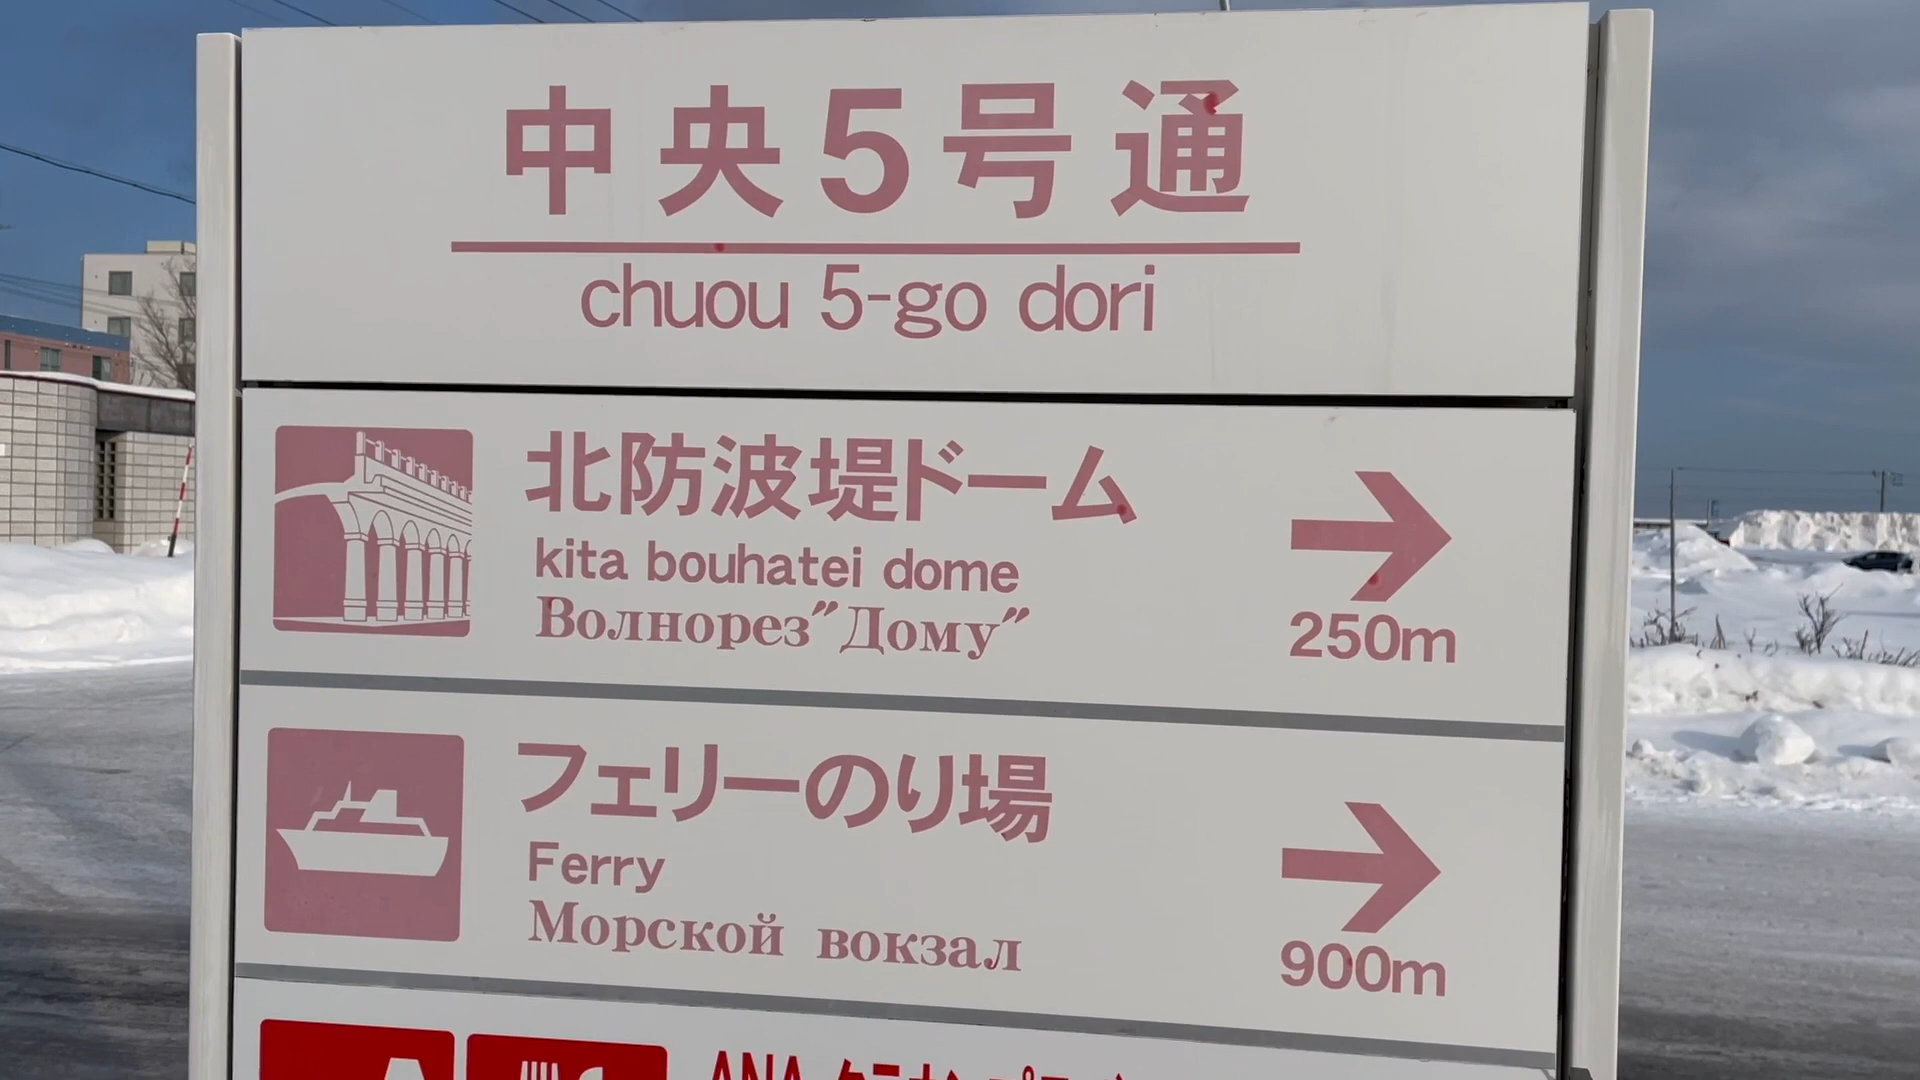 中央5号通
chuou 5-go dori
北防波堤ドーム
kita bouhatei dome
Волнорез"Дому"
250m
フェリーのり場
Ferry
Морской вокзал
900m
ANA